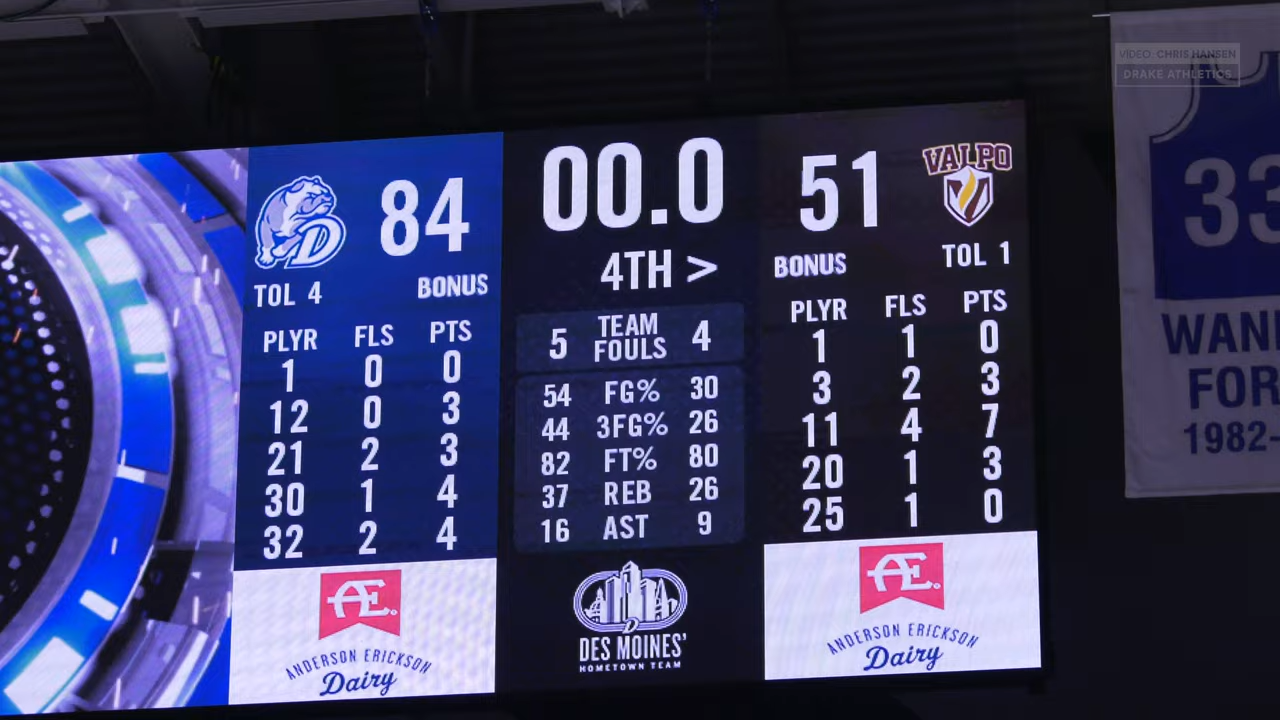 VIDEO: CHRIS HANSEN
DRAKE ATHLETICS
84
D
TOL 4 BONUS
PLYR FLS PTS
1 0 0
12 0 3
21 2 3
30 1 4
32 2 4
AE.
ANDERSON ERICKSON
Dairy
00.0
4TH >
5 TEAM FOULS 4
54 FG% 30
44 3FG% 26
82 FT% 80
37 REB 26
16 AST 9
D
DES MOINES'
HOMETOWN TEAM
51
VALPO
V
BONUS TOL 1
PLYR FLS PTS
1 1 0
3 2 3
11 4 7
20 1 3
25 1 0
AE.
ANDERSON ERICKSON
Dairy
33
1982-